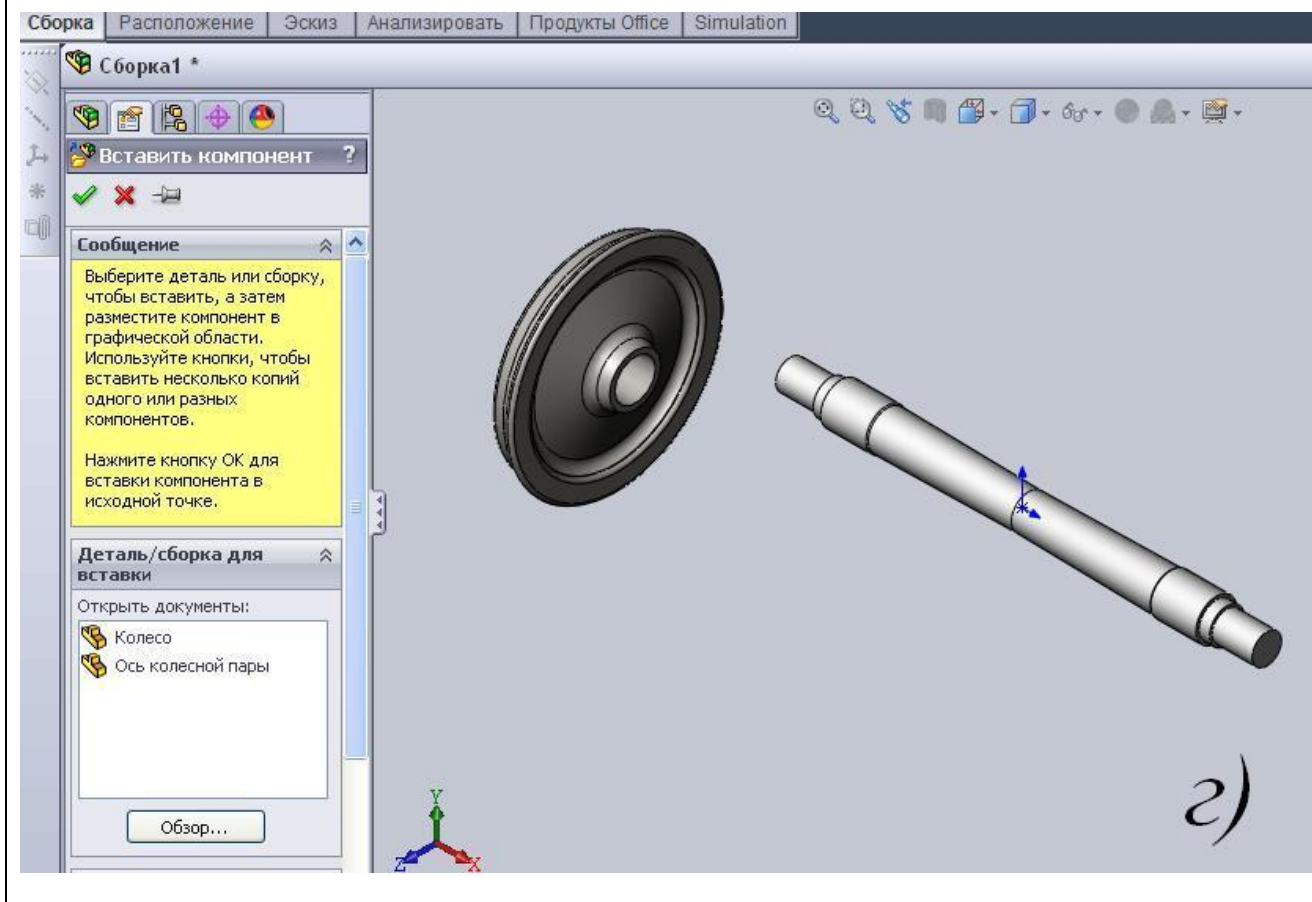 Сборка Расположение Эскиз Анализировать Продукты Office Simulation
Сборка1 *
Вставить компонент ?
Сообщение
Выберите деталь или сборку,
чтобы вставить, а затем
разместите компонент в
графической области.
Используйте кнопки, чтобы
вставить несколько копий
одного или разных
компонентов.
Нажмите кнопку ОК для
вставки компонента в
исходной точке.
Деталь/сборка для
вставки
Открыть документы:
Колесо
Ось колесной пары
Обзор...
Y
Z X
г)